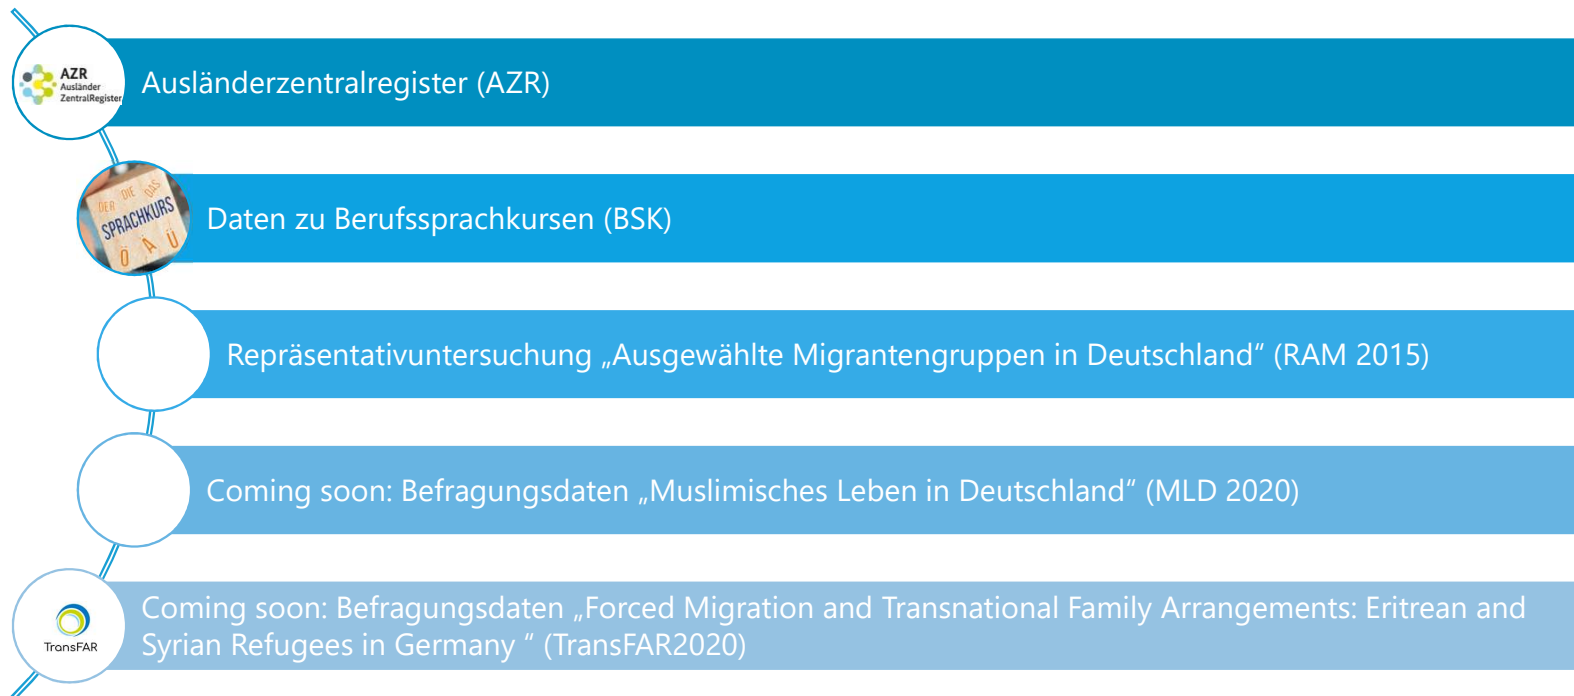 AZR
Ausländer
ZentralRegister
Ausländerzentralregister (AZR)
DER DIE DAS
SPRACHKURS
Ö Ä Ü
Daten zu Berufssprachkursen (BSK)
Repräsentativuntersuchung „Ausgewählte Migrantengruppen in Deutschland“ (RAM 2015)
Coming soon: Befragungsdaten „Muslimisches Leben in Deutschland“ (MLD 2020)
TransFAR
Coming soon: Befragungsdaten „Forced Migration and Transnational Family Arrangements: Eritrean and
Syrian Refugees in Germany “ (TransFAR2020)